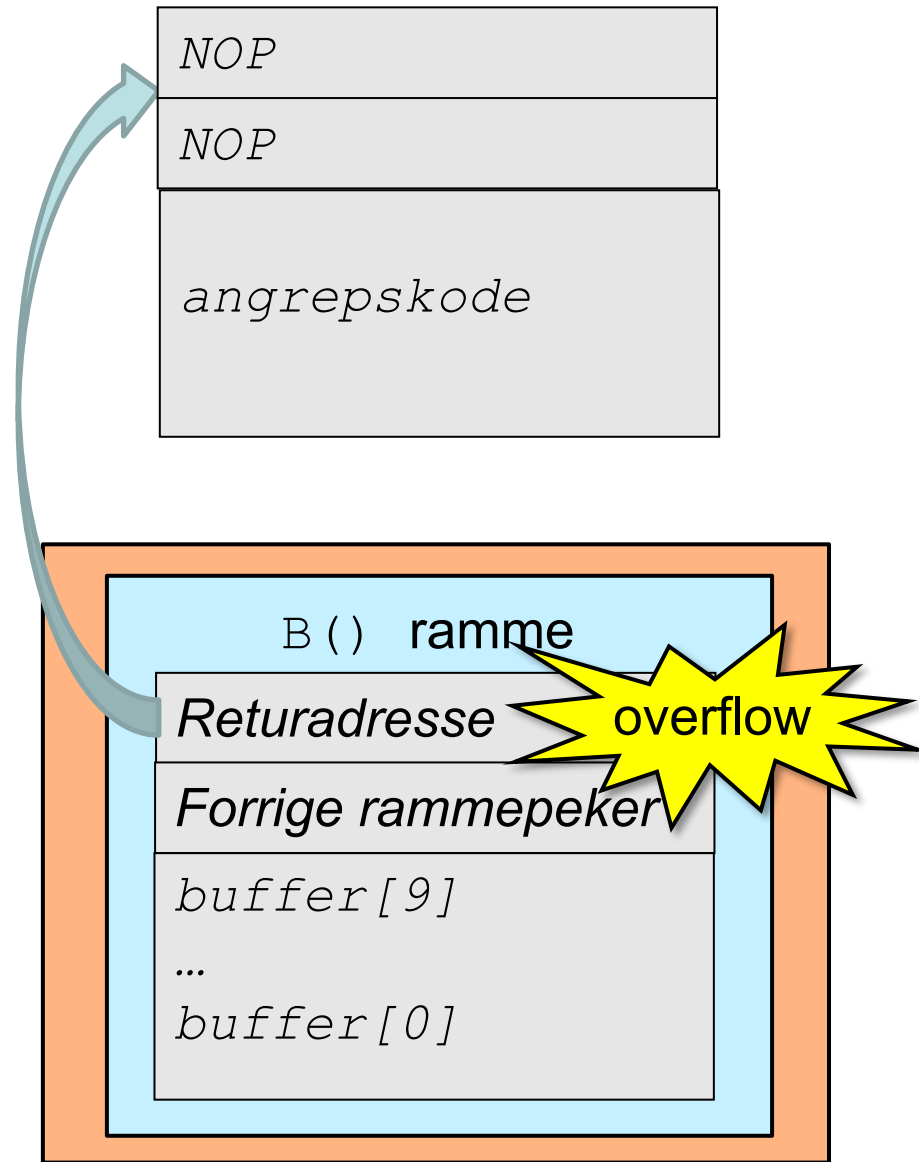 NOP
NOP
angrepskode
B() ramme
Returadresse
overflow
Forrige rammepeker
buffer[9]
…
buffer[0]